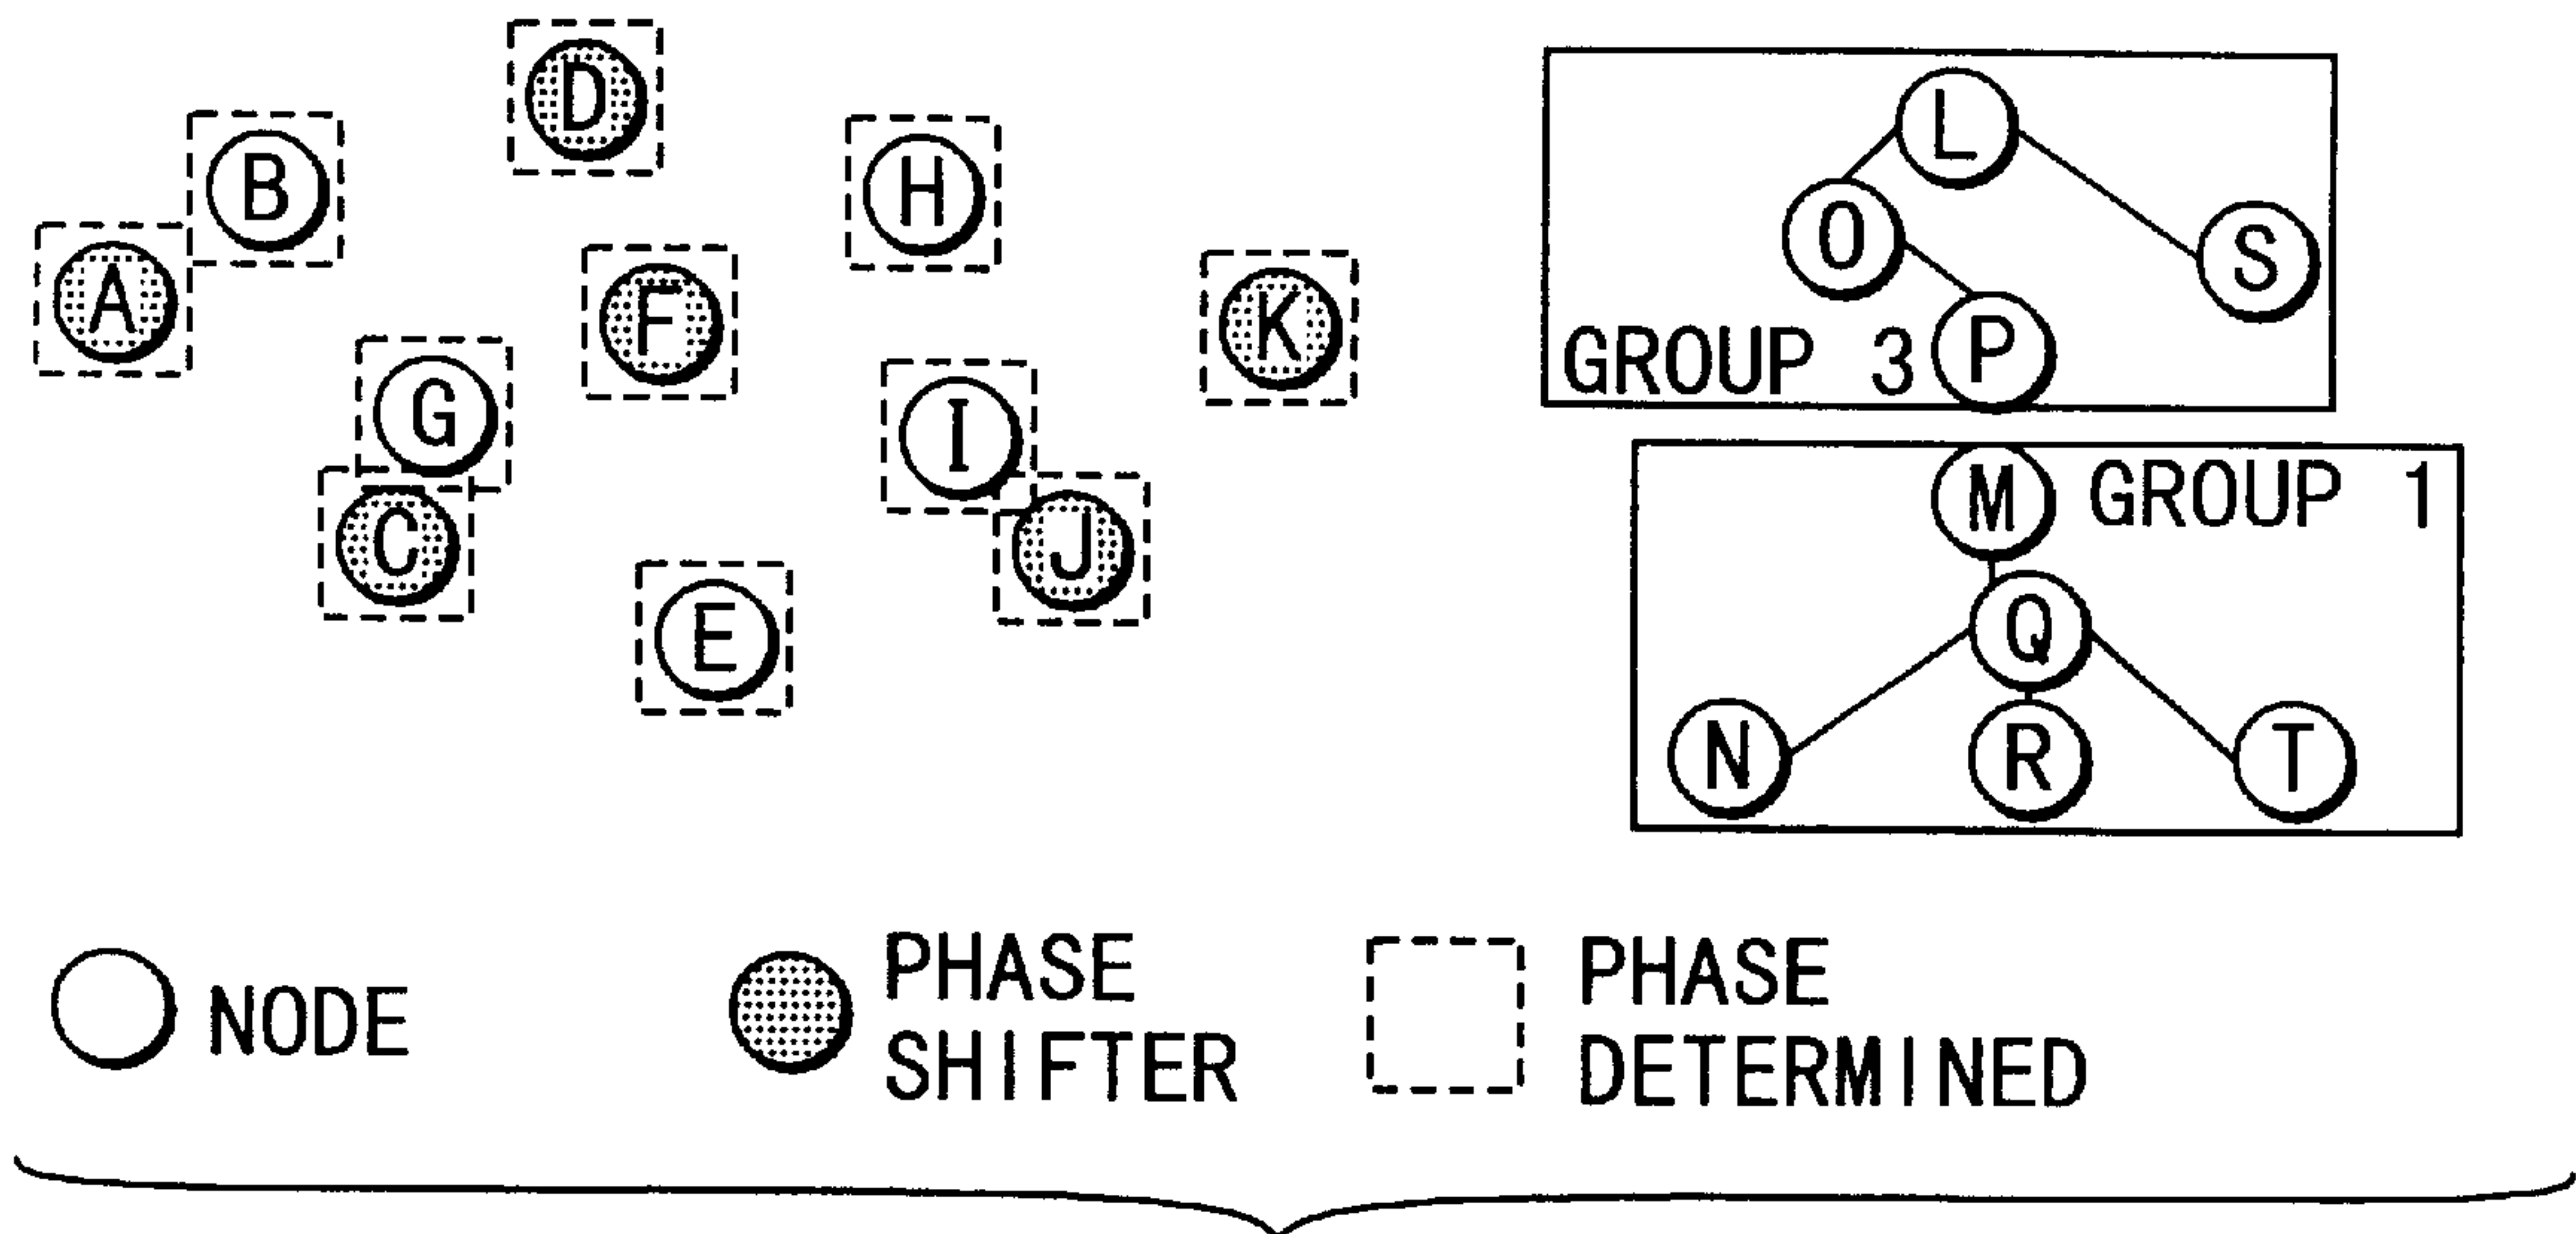 D
B
H
L
A
F
K
O
S
G
GROUP 3
P
I
C
J
M
GROUP 1
E
Q
N
R
T
NODE
PHASE
SHIFTER
PHASE
DETERMINED